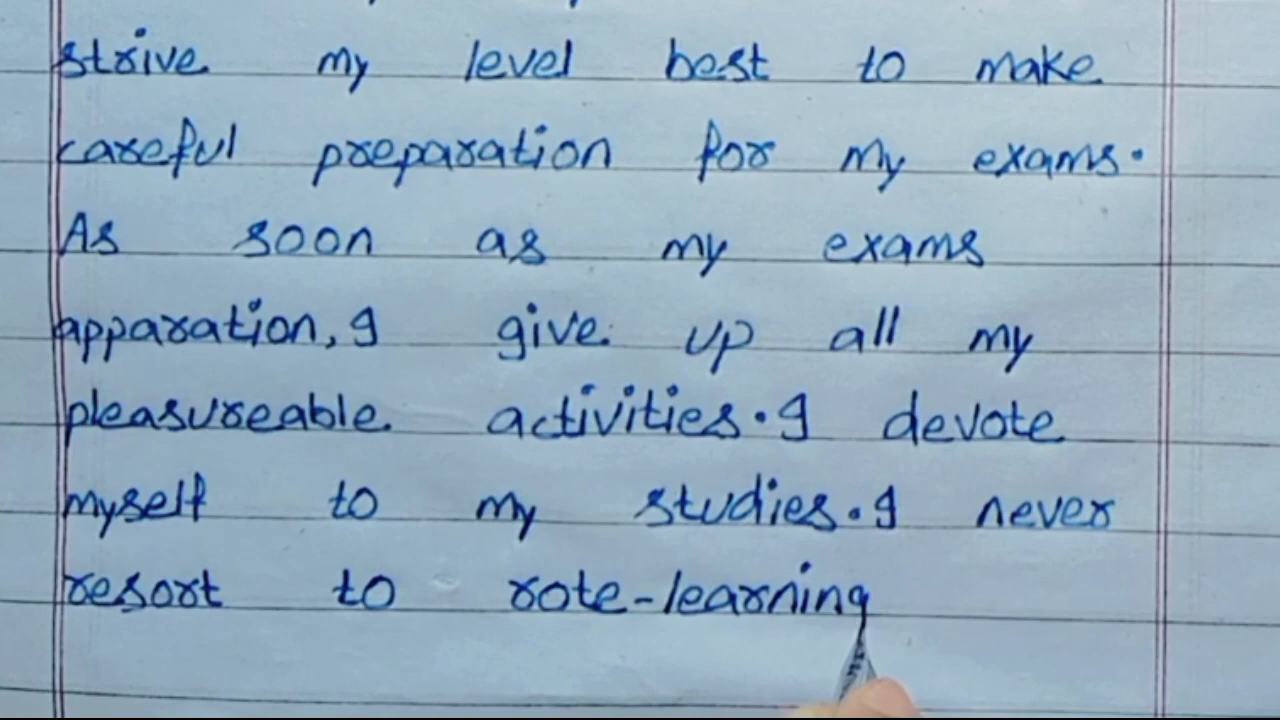 strive my level best to make
careful preparation for my exams.
As soon as my exams
apparation, I give up all my
pleasureable activities. I devote
myself to my studies. I never
resort to rote-learning